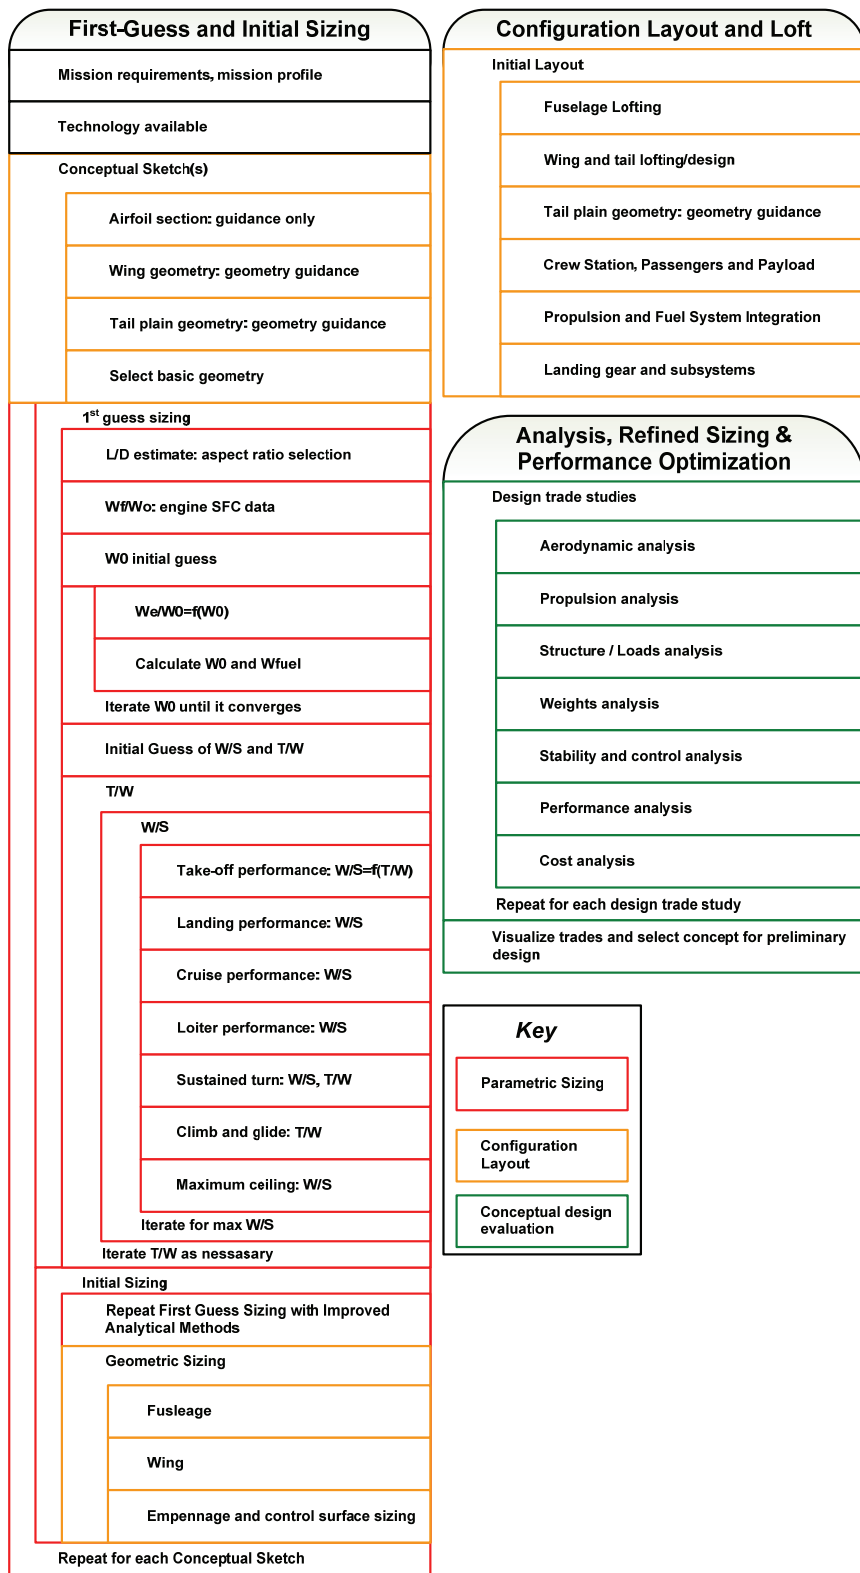 First-Guess and Initial Sizing
Mission requirements, mission profile
Technology available
Conceptual Sketch(s)
Airfoil section: guidance only
Wing geometry: geometry guidance
Tail plain geometry: geometry guidance
Select basic geometry
1st guess sizing
L/D estimate: aspect ratio selection
Wf/Wo: engine SFC data
W0 initial guess
We/W0=f(W0)
Calculate W0 and Wfuel
Iterate W0 until it converges
Initial Guess of W/S and T/W
T/W
W/S
Take-off performance: W/S=f(T/W)
Landing performance: W/S
Cruise performance: W/S
Loiter performance: W/S
Sustained turn: W/S, T/W
Climb and glide: T/W
Maximum ceiling: W/S
Iterate for max W/S
Iterate T/W as nessasary
Initial Sizing
Repeat First Guess Sizing with Improved
Analytical Methods
Geometric Sizing
Fusleage
Wing
Empennage and control surface sizing
Repeat for each Conceptual Sketch
Configuration Layout and Loft
Initial Layout
Fuselage Lofting
Wing and tail lofting/design
Tail plain geometry: geometry guidance
Crew Station, Passengers and Payload
Propulsion and Fuel System Integration
Landing gear and subsystems
Analysis, Refined Sizing &
Performance Optimization
Design trade studies
Aerodynamic analysis
Propulsion analysis
Structure / Loads analysis
Weights analysis
Stability and control analysis
Performance analysis
Cost analysis
Repeat for each design trade study
Visualize trades and select concept for preliminary
design
Key
Parametric Sizing
Configuration
Layout
Conceptual design
evaluation